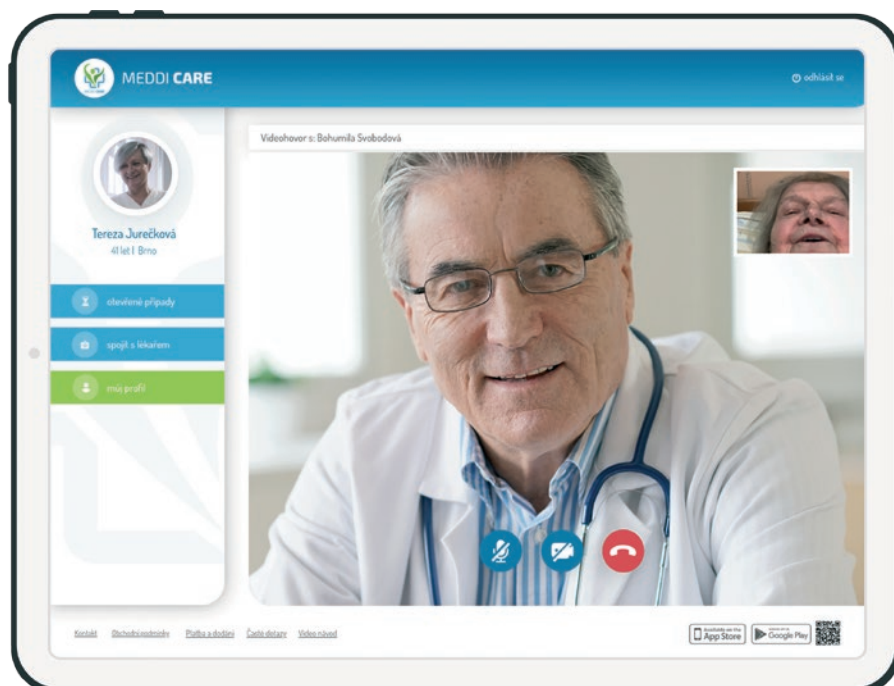 MEDDI CARE
odhlásit se
Videohovor s: Bohumila Svobodová
Tereza Jurečková
41 let | Brno
otevřené případy
spojit s lékařem
můj profil
Kontakt Obchodní podmínky Platba a dodání Časté dotazy Video návod
App Store
Google Play